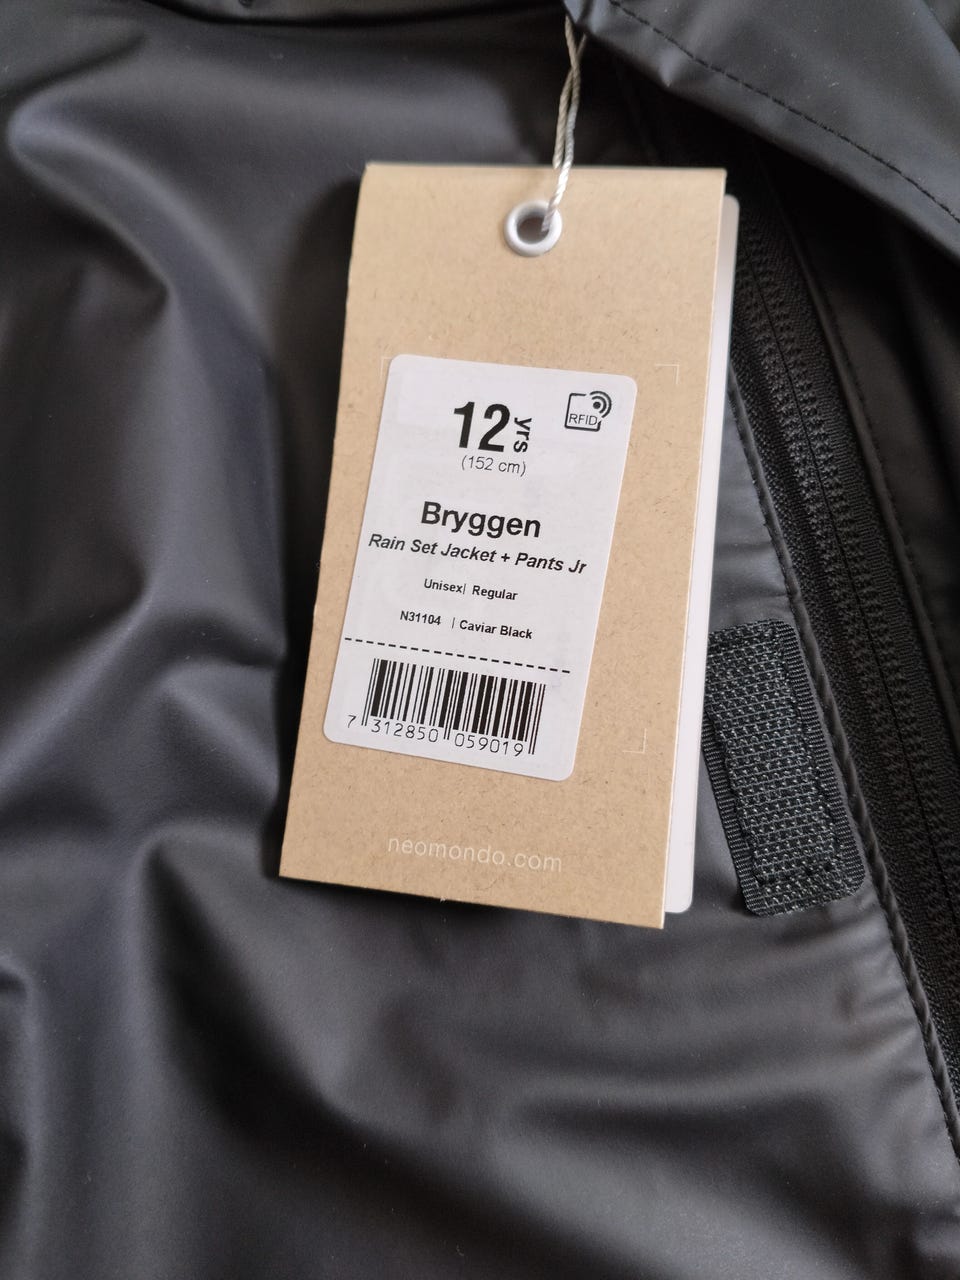 12 yrs
RFID
(152 cm)
Bryggen
Rain Set Jacket + Pants Jr
Unisex| Regular
N31104 | Caviar Black
7 312850 059019
neomondo.com